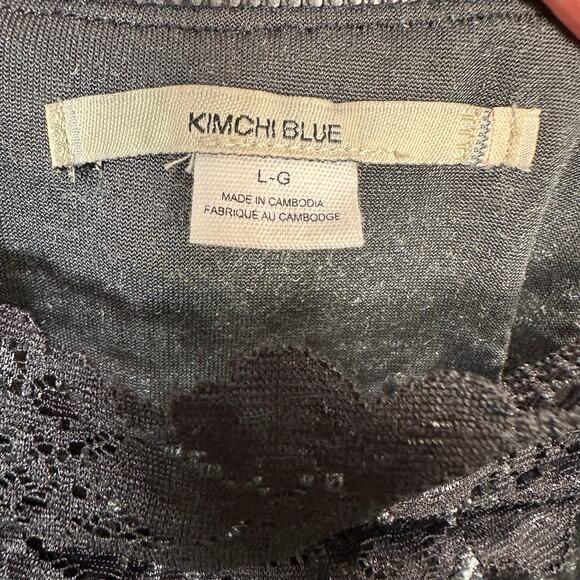 KIMCHI BLUE
L-G
MADE IN CAMBODIA
FABRIQUÉ AU CAMBODGE